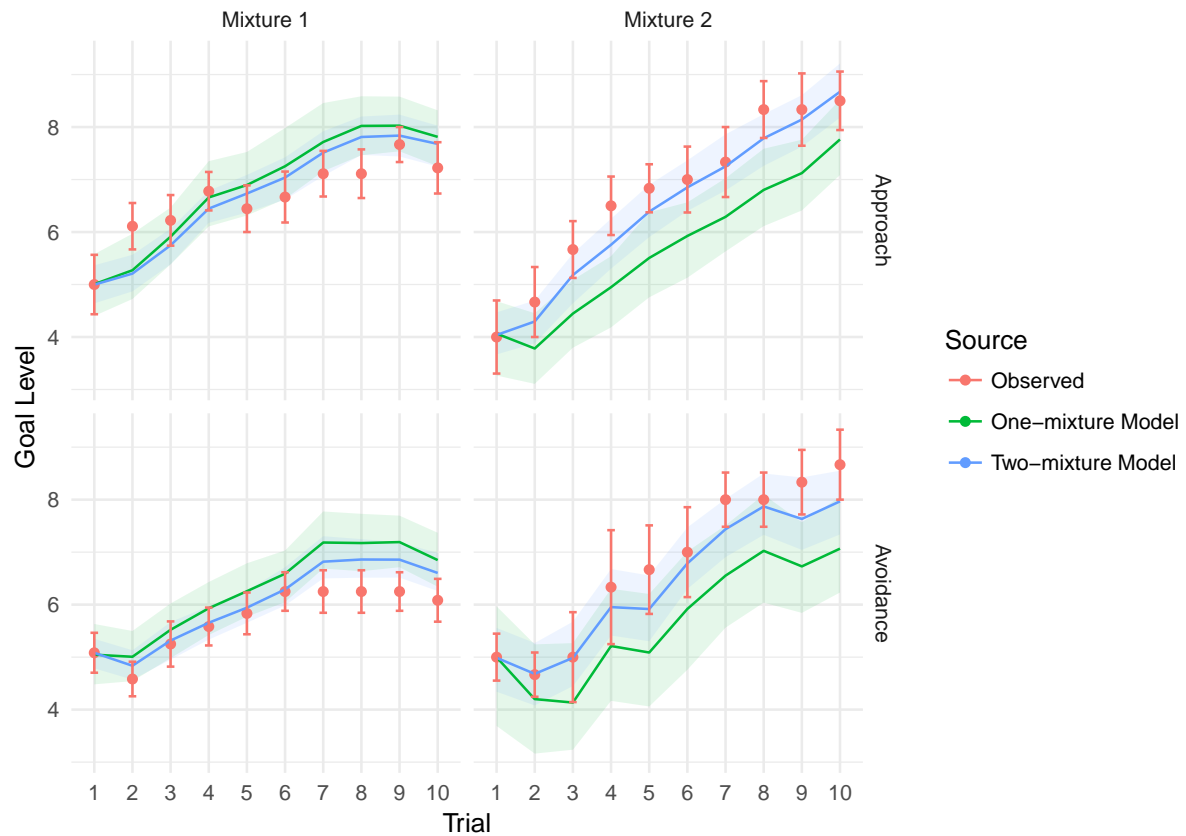 Mixture 1
Mixture 2
8
6
4
Approach
Goal Level
8
6
4
Avoidance
1 2 3 4 5 6 7 8 9 10
1 2 3 4 5 6 7 8 9 10
Trial
Source
Observed
One−mixture Model
Two−mixture Model